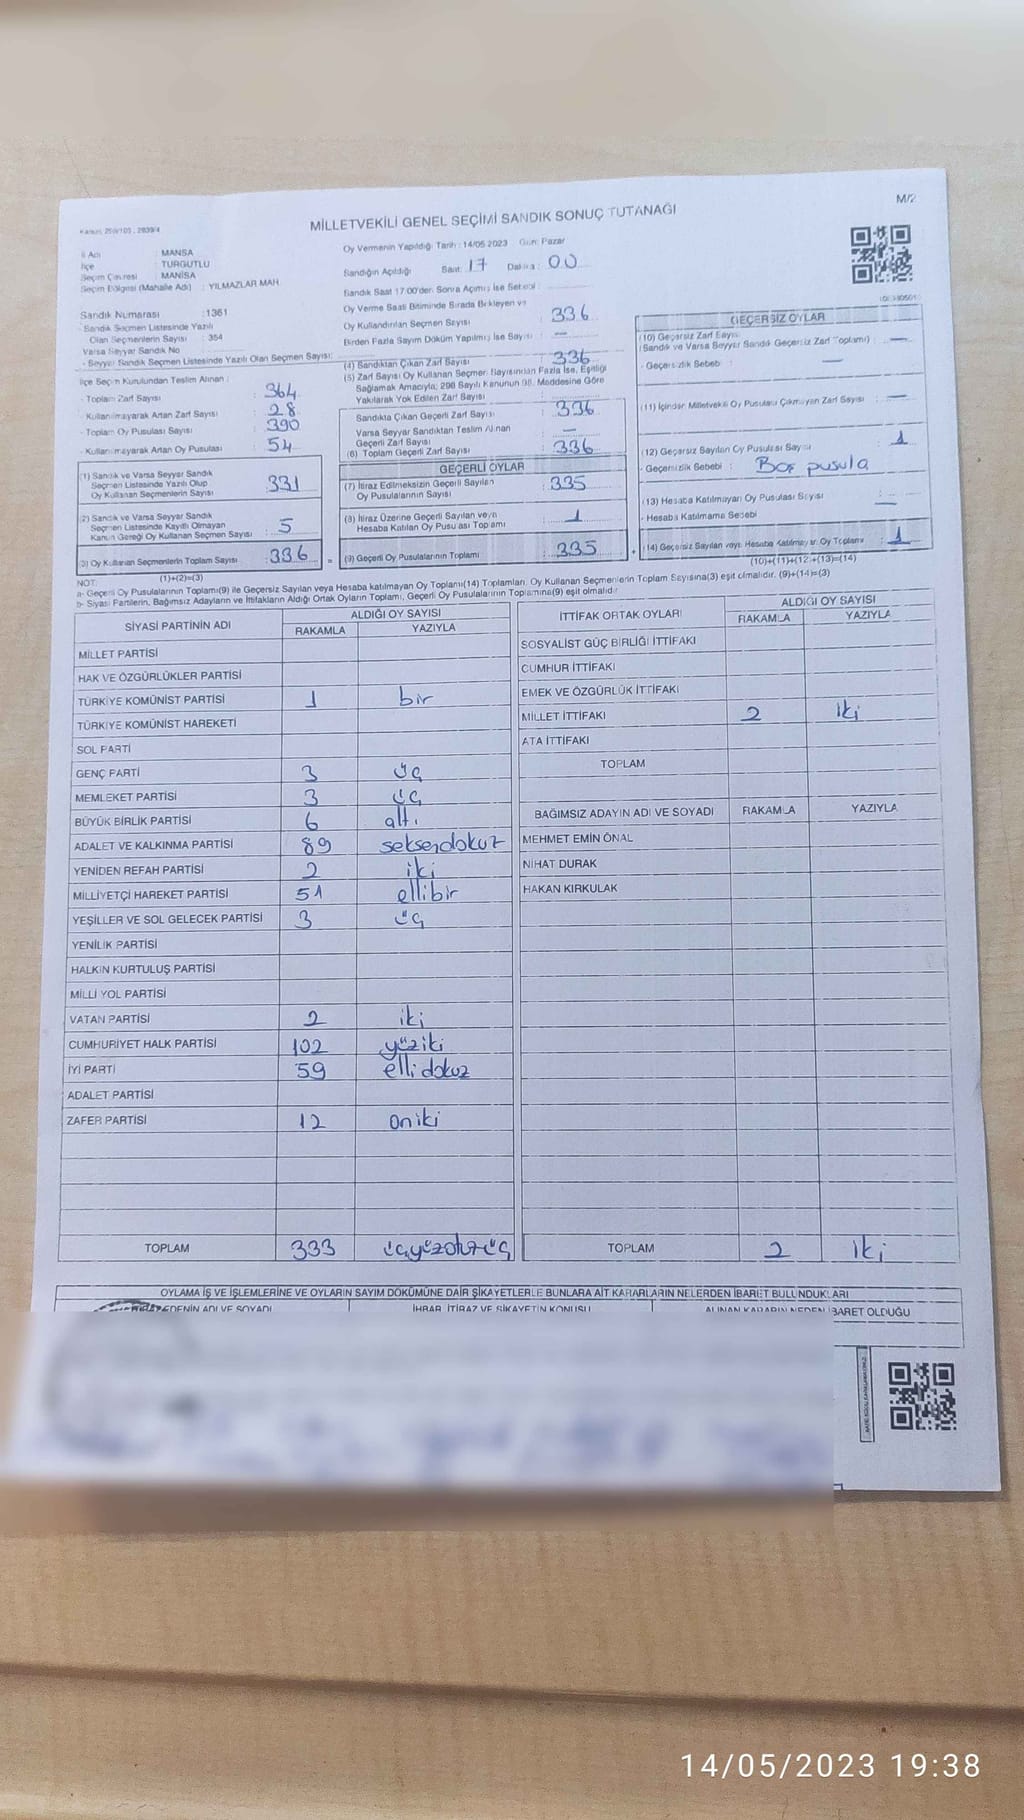 M/2
MİLLETVEKİLİ GENEL SEÇİMİ SANDIK SONUÇ TUTANAĞI
İl Adı : MANİSA
İlçe : TURGUTLU
Seçim Çevresi : MANİSA
Seçim Bölgesi (Mahalle Adı) : YILMAZLAR MAH.
Sandık Numarası : 1361
- Sandık Seçmen Listesinde Yazılı
Olan Seçmenlerin Sayısı : 354
Varsa Seyyar Sandık No
- Seyyar Sandık Seçmen Listesinde Yazılı Olan Seçmen Sayısı:
İlçe Seçim Kurulundan Teslim Alınan :
- Toplam Zarf Sayısı : 364
- Kullanılmayarak Artan Zarf Sayısı : 28
- Toplam Oy Pusulası Sayısı : 390
- Kullanılmayarak Artan Oy Pusulası : 54
(1) Sandık ve Varsa Seyyar Sandık
Seçmen Listesinde Yazılı Olup
Oy Kullanan Seçmenlerin Sayısı : 331
(2) Sandık ve Varsa Seyyar Sandık
Seçmen Listesinde Kayıtlı Olmayan
Kanun Gereği Oy Kullanan Seçmen Sayısı : 5
(3) Oy Kullanan Seçmenlerin Toplam Sayısı : 336
(1)+(2)=(3)
Oy Vermenin Yapıldığı Tarih : 14/05/2023 Gün: Pazar
Sandığın Açıldığı Saat: 17 Dakika : 00
Sandık Saat 17.00'den Sonra Açılmış İse Sebebi :
Oy Verme Saati Bitiminde Sırada Bekleyen ve
Oy Kullandırılan Seçmen Sayısı : 336
Birden Fazla Sayım Döküm Yapılmış İse Sayısı : —
(4) Sandıktan Çıkan Zarf Sayısı : 336
(5) Zarf Sayısı Oy Kullanan Seçmen Sayısından Fazla İse, Eşitliği
Sağlamak Amacıyla; 298 Sayılı Kanunun 98. Maddesine Göre
Yakılarak Yok Edilen Zarf Sayısı
Sandıkta Çıkan Geçerli Zarf Sayısı : 336
Varsa Seyyar Sandıktan Teslim Alınan
Geçerli Zarf Sayısı : —
(6) Toplam Geçerli Zarf Sayısı : 336
GEÇERLİ OYLAR
(7) İtiraz Edilmeksizin Geçerli Sayılan
Oy Pusulalarının Sayısı : 335
(8) İtiraz Üzerine Geçerli Sayılan veya
Hesaba Katılan Oy Pusulası Toplamı : 1
(9) Geçerli Oy Pusulalarının Toplamı : 335
GEÇERSİZ OYLAR
(10) Geçersiz Zarf Sayısı
(Sandık ve Varsa Seyyar Sandık Geçersiz Zarf Toplamı) : —
- Geçersizlik Sebebi : —
(11) İçinden Milletvekili Oy Pusulası Çıkmayan Zarf Sayısı : —
(12) Geçersiz Sayılan Oy Pusulası Sayısı : 1
- Geçersizlik Sebebi : Boş pusula
(13) Hesaba Katılmayan Oy Pusulası Sayısı : —
- Hesaba Katılmama Sebebi
(14) Geçersiz Sayılan veya Hesaba Katılmayan Oy Toplamı : 1
(10)+(11)+(12)+(13)=(14)
NOT:
a- Geçerli Oy Pusulalarının Toplamı(9) ile Geçersiz Sayılan veya Hesaba katılmayan Oy Toplamı(14) Toplamları, Oy Kullanan Seçmenlerin Toplam Sayısına(3) eşit olmalıdır. (9)+(14)=(3)
b- Siyasi Partilerin, Bağımsız Adayların ve İttifakların Aldığı Ortak Oyların Toplamı, Geçerli Oy Pusulalarının Toplamına(9) eşit olmalıdır
SİYASİ PARTİNİN ADI ALDIĞI OY SAYISI
RAKAMLA YAZIYLA
MİLLET PARTİSİ
HAK VE ÖZGÜRLÜKLER PARTİSİ
TÜRKİYE KOMÜNİST PARTİSİ 1 bir
TÜRKİYE KOMÜNİST HAREKETİ
SOL PARTİ
GENÇ PARTİ 3 üç
MEMLEKET PARTİSİ 3 üç
BÜYÜK BİRLİK PARTİSİ 6 altı
ADALET VE KALKINMA PARTİSİ 89 seksendokuz
YENİDEN REFAH PARTİSİ 2 iki
MİLLİYETÇİ HAREKET PARTİSİ 51 ellibir
YEŞİLLER VE SOL GELECEK PARTİSİ 3 üç
YENİLİK PARTİSİ
HALKIN KURTULUŞ PARTİSİ
MİLLİ YOL PARTİSİ
VATAN PARTİSİ 2 iki
CUMHURİYET HALK PARTİSİ 102 yüziki
İYİ PARTİ 59 ellidokuz
ADALET PARTİSİ
ZAFER PARTİSİ 12 oniki
TOPLAM 333 üçyüzotuzüç
İTTİFAK ORTAK OYLARI ALDIĞI OY SAYISI
RAKAMLA YAZIYLA
SOSYALİST GÜÇ BİRLİĞİ İTTİFAKI
CUMHUR İTTİFAKI
EMEK VE ÖZGÜRLÜK İTTİFAKI
MİLLET İTTİFAKI 2 iki
ATA İTTİFAKI
TOPLAM
BAĞIMSIZ ADAYIN ADI VE SOYADI RAKAMLA YAZIYLA
MEHMET EMİN ÖNAL
NİHAT DURAK
HAKAN KIRKULAK
TOPLAM 2 iki
OYLAMA İŞ VE İŞLEMLERİNE VE OYLARIN SAYIM DÖKÜMÜNE DAİR ŞİKAYETLERLE BUNLARA AİT KARARLARIN NELERDEN İBARET BULUNDUKLARI
EDENİN ADI VE SOYADI İHBAR, İTİRAZ VE ŞİKAYETİN KONUSU ALINAN KARARIN NEDEN İBARET OLDUĞU
14/05/2023 19:38